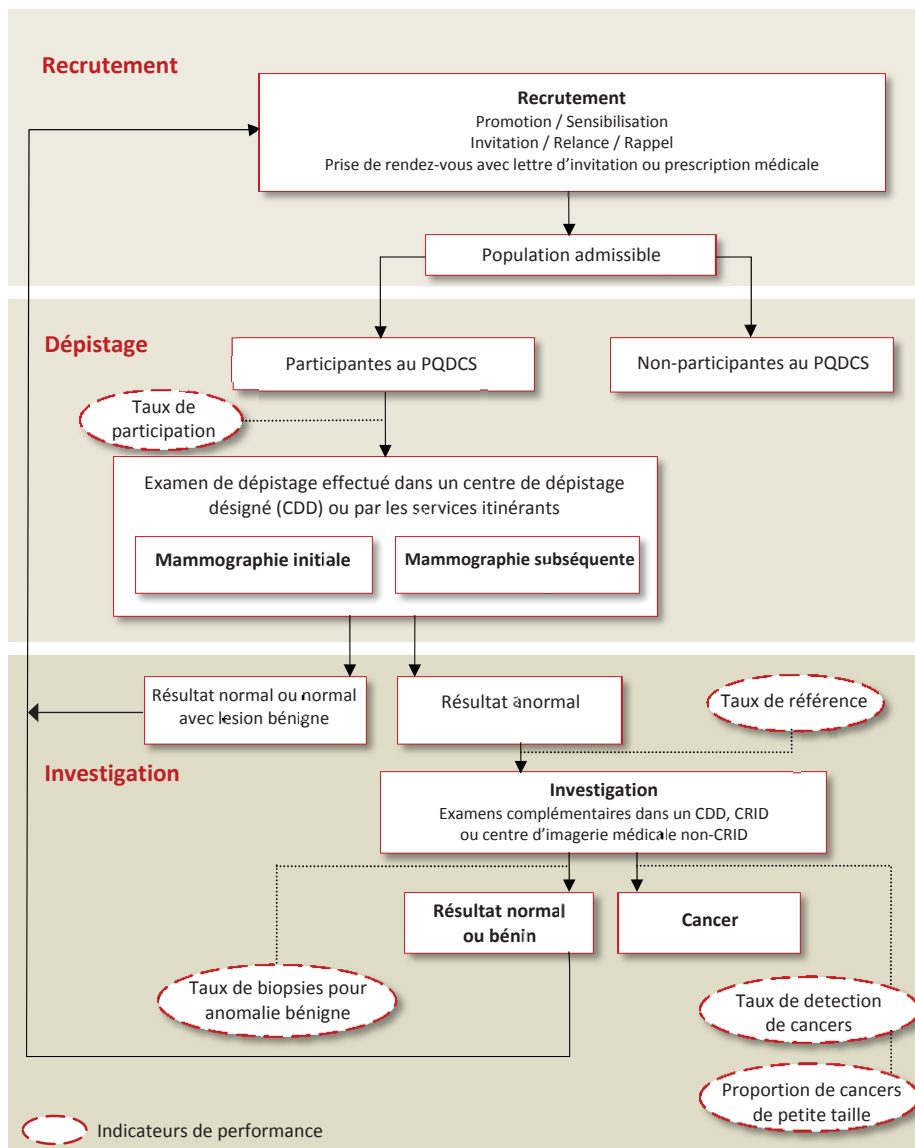 Recrutement
Recrutement
Promotion / Sensibilisation
Invitation / Relance / Rappel
Prise de rendez-vous avec lettre d'invitation ou prescription médicale
Population admissible
Dépistage
Participantes au PQDCS
Non-participantes au PQDCS
Taux de
participation
Examen de dépistage effectué dans un centre de dépistage
désigné (CDD) ou par les services itinérants
Mammographie initiale
Mammographie subséquente
Résultat normal ou normal
avec lesion bénigne
Résultat anormal
Taux de référence
Investigation
Investigation
Examens complémentaires dans un CDD, CRID
ou centre d'imagerie médicale non-CRID
Résultat normal
ou bénin
Cancer
Taux de biopsies pour
anomalie bénigne
Taux de detection
de cancers
Proportion de cancers
de petite taille
Indicateurs de performance